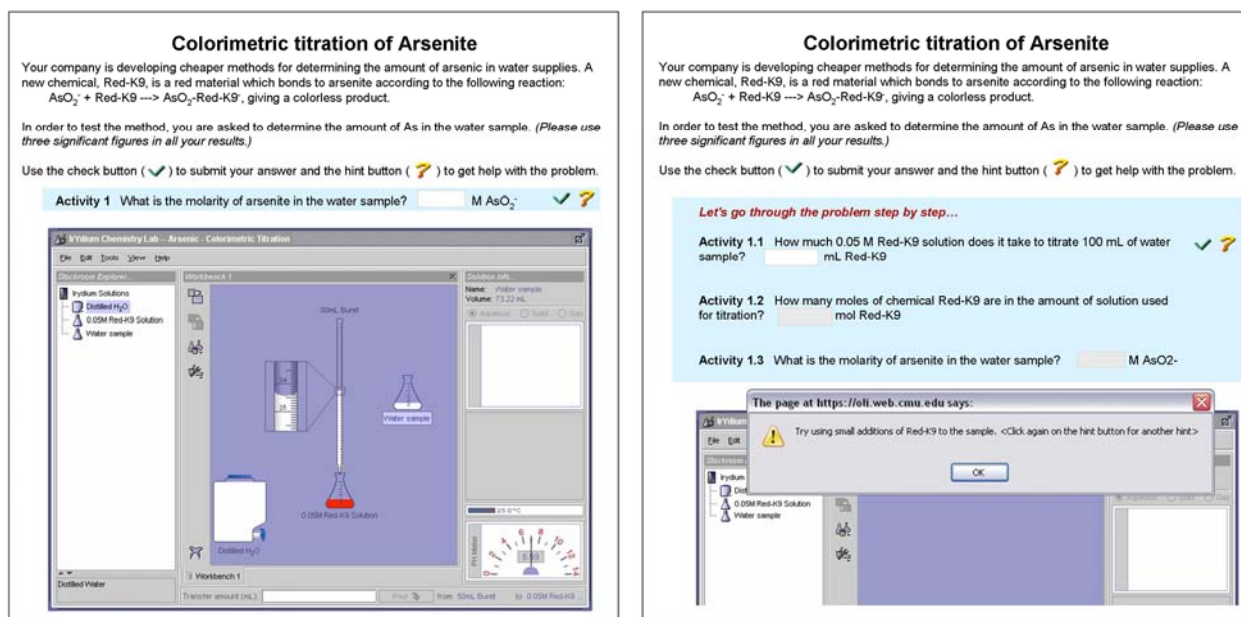 Colorimetric titration of Arsenite
Your company is developing cheaper methods for determining the amount of arsenic in water supplies. A
new chemical, Red-K9, is a red material which bonds to arsenite according to the following reaction:
AsO2- + Red-K9 ---> AsO2-Red-K9-, giving a colorless product.
In order to test the method, you are asked to determine the amount of As in the water sample. (Please use
three significant figures in all your results.)
Use the check button ( ) to submit your answer and the hint button ( ) to get help with the problem.
Activity 1 What is the molarity of arsenite in the water sample? M AsO2-
IrYdium Chemistry Lab -- Arsenic - Colorimetric Titration
File Edit Tools View Help
Stockroom Explorer...
Workbench 1
Solution Info...
Irydium Solutions
Distilled H2O
0.05M Red-K9 Solution
Water sample
Name: Water sample
Volume: 73.22 mL
Aqueous Solid Gas
50mL Buret
24
25
Water sample
0.05M Red-K9 Solution
Distilled H2O
25.0°C
PH Meter
0 2 4 6 8 10 12 14
Workbench 1
Distilled Water
Transfer amount (mL) Pour from 50mL Buret to 0.05M Red-K9 ...
Colorimetric titration of Arsenite
Your company is developing cheaper methods for determining the amount of arsenic in water supplies. A
new chemical, Red-K9, is a red material which bonds to arsenite according to the following reaction:
AsO2- + Red-K9 ---> AsO2-Red-K9-, giving a colorless product.
In order to test the method, you are asked to determine the amount of As in the water sample. (Please use
three significant figures in all your results.)
Use the check button ( ) to submit your answer and the hint button ( ) to get help with the problem.
Let's go through the problem step by step...
Activity 1.1 How much 0.05 M Red-K9 solution does it take to titrate 100 mL of water
sample? mL Red-K9
Activity 1.2 How many moles of chemical Red-K9 are in the amount of solution used
for titration? mol Red-K9
Activity 1.3 What is the molarity of arsenite in the water sample? M AsO2-
The page at https://oli.web.cmu.edu says:
Try using small additions of Red-K9 to the sample. <Click again on the hint button for another hint>
OK
IrYdium
File Edit
Irydium
0.05M Red-K9 Solution
Water sample